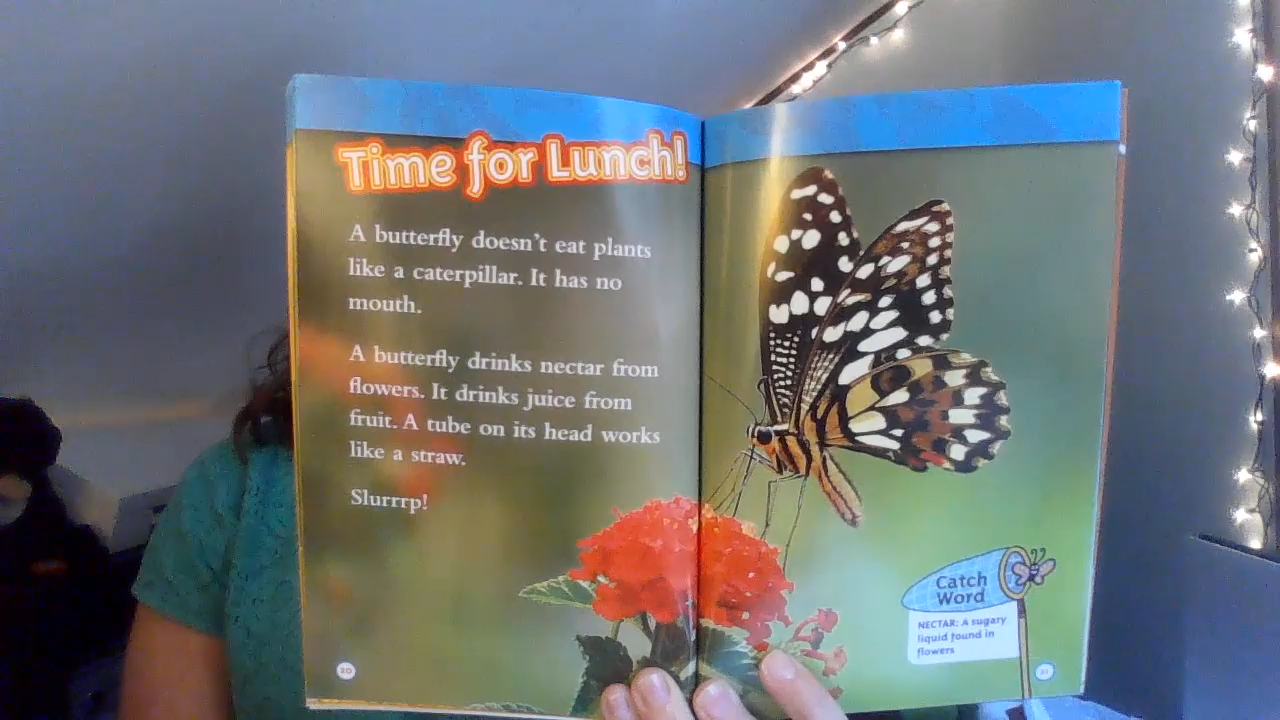 Time for Lunch!
A butterfly doesn't eat plants
like a caterpillar. It has no
mouth.
A butterfly drinks nectar from
flowers. It drinks juice from
fruit. A tube on its head works
like a straw.
Slurrrp!
20
Catch
Word
NECTAR: A sugary
liquid found in
flowers
21